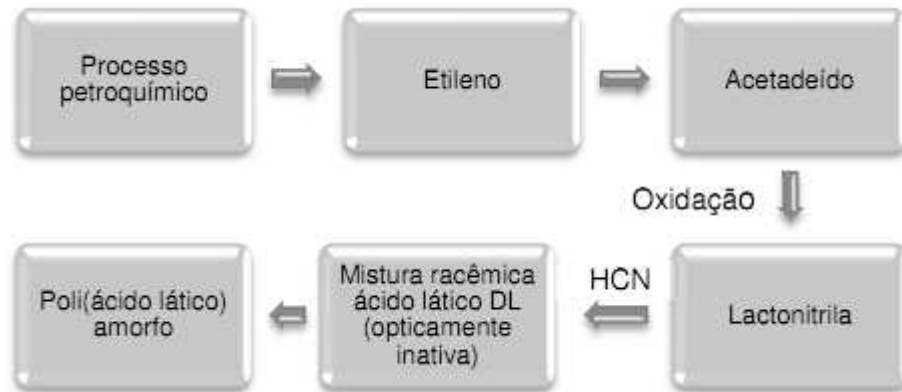 Processo
petroquímico
Etileno
Acetadeído
Oxidação
Lactonitrila
HCN
Mistura racêmica
ácido lático DL
(opticamente
inativa)
Poli(ácido lático)
amorfo